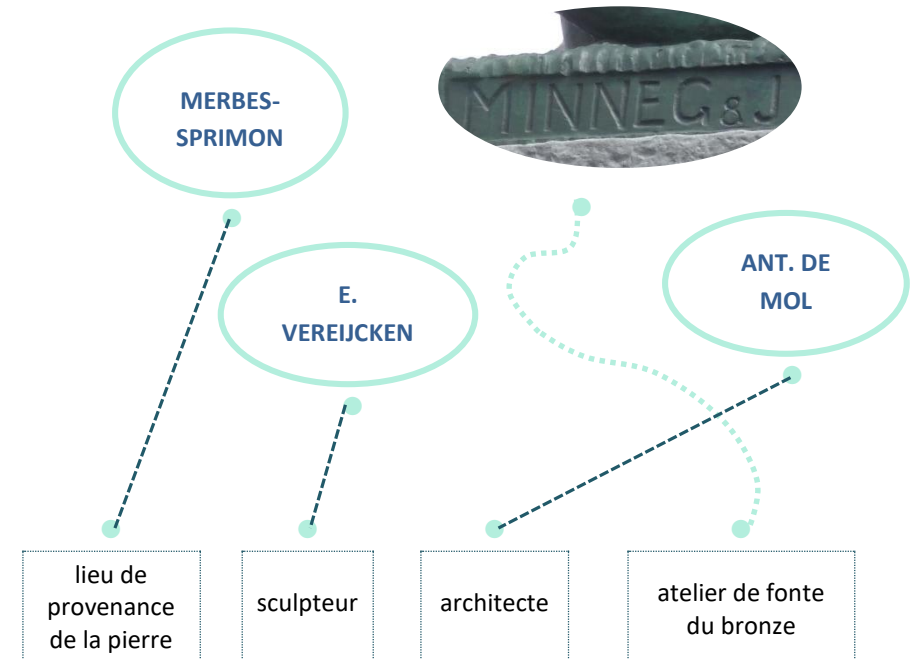 MERBES-
SPRIMON
MINNEG&J
E.
VEREIJCKEN
ANT. DE
MOL
lieu de
provenance
de la pierre
sculpteur
architecte
atelier de fonte
du bronze